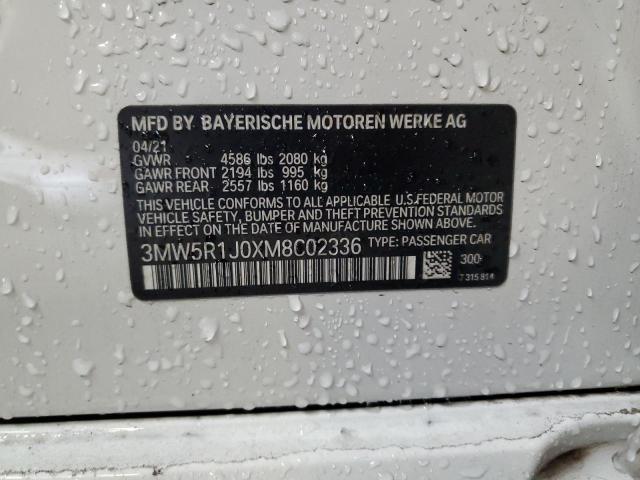 MFD BY BAYERISCHE MOTOREN WERKE AG
04/21
GVWR 4586 lbs 2080 kg
GAWR FRONT 2194 lbs 995 kg
GAWR REAR 2557 lbs 1160 kg
THIS VEHICLE CONFORMS TO ALL APPLICABLE U.S.FEDERAL MOTOR
VEHICLE SAFETY, BUMPER AND THEFT PREVENTION STANDARDS
IN EFFECT ON THE DATE OF MANUFACTURE SHOWN ABOVE.
3MW5R1J0XM8C02336 TYPE: PASSENGER CAR
300-
7 315 814